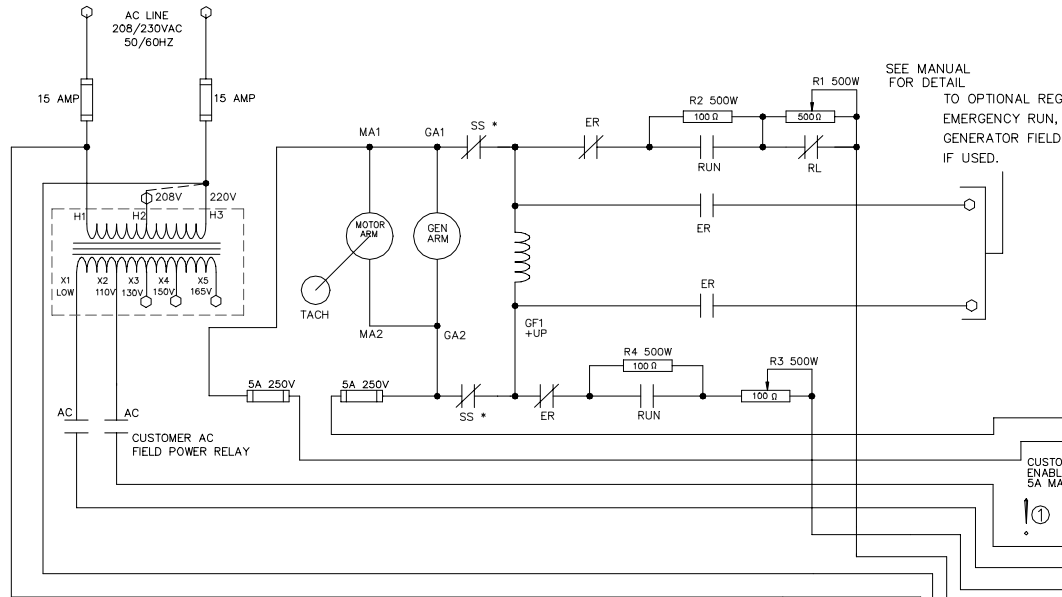 AC LINE
208/230VAC
50/60HZ
15 AMP
15 AMP
208V
220V
H1
H2
H3
X1
X2
X3
X4
X5
LOW
110V
130V
150V
165V
AC
AC
CUSTOMER AC
FIELD POWER RELAY
MA1
GA1
SS *
ER
R2 500W
100 Ω
RUN
R1 500W
500Ω
RL
SEE MANUAL
FOR DETAIL
TO OPTIONAL REG
EMERGENCY RUN,
GENERATOR FIELD
IF USED.
MOTOR
ARM
GEN
ARM
TACH
MA2
GA2
GF1
+UP
ER
ER
5A 250V
5A 250V
SS *
ER
R4 500W
100 Ω
RUN
R3 500W
100 Ω
CUSTO
ENABL
5A MA
! 1